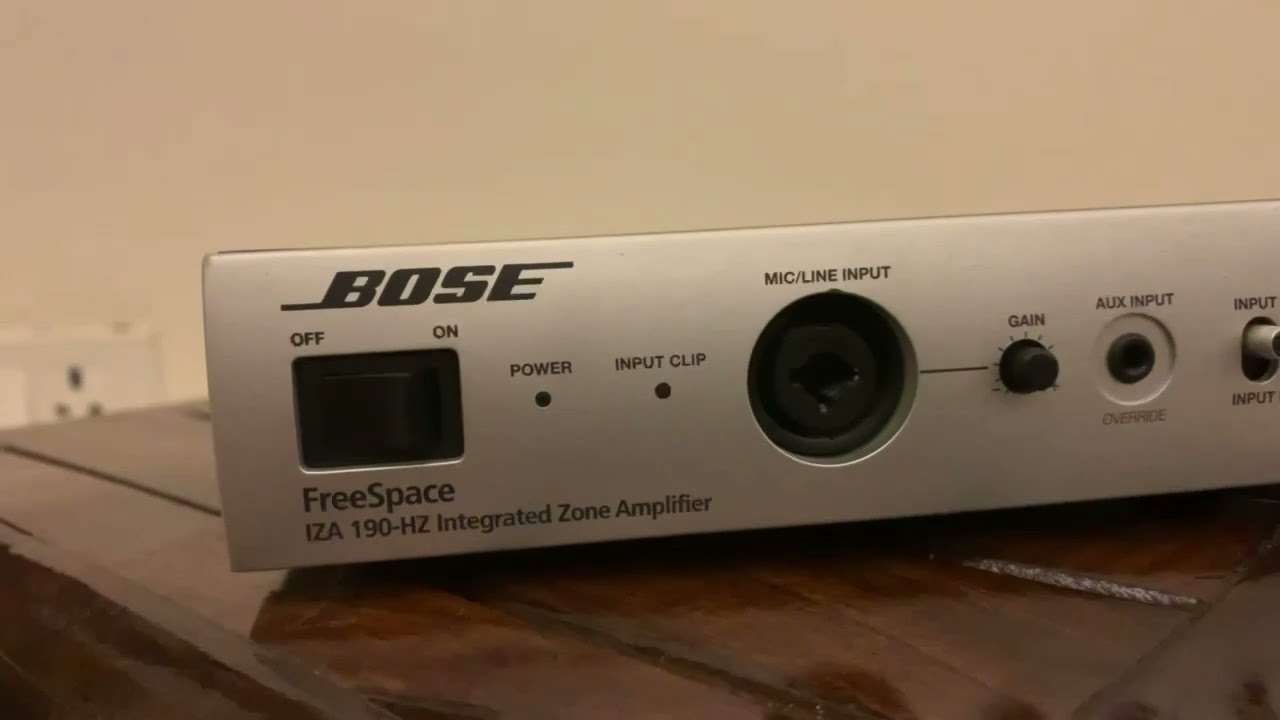 BOSE
OFF ON
POWER
INPUT CLIP
MIC/LINE INPUT
GAIN
AUX INPUT
OVERRIDE
INPUT
INPUT
FreeSpace
IZA 190-HZ Integrated Zone Amplifier